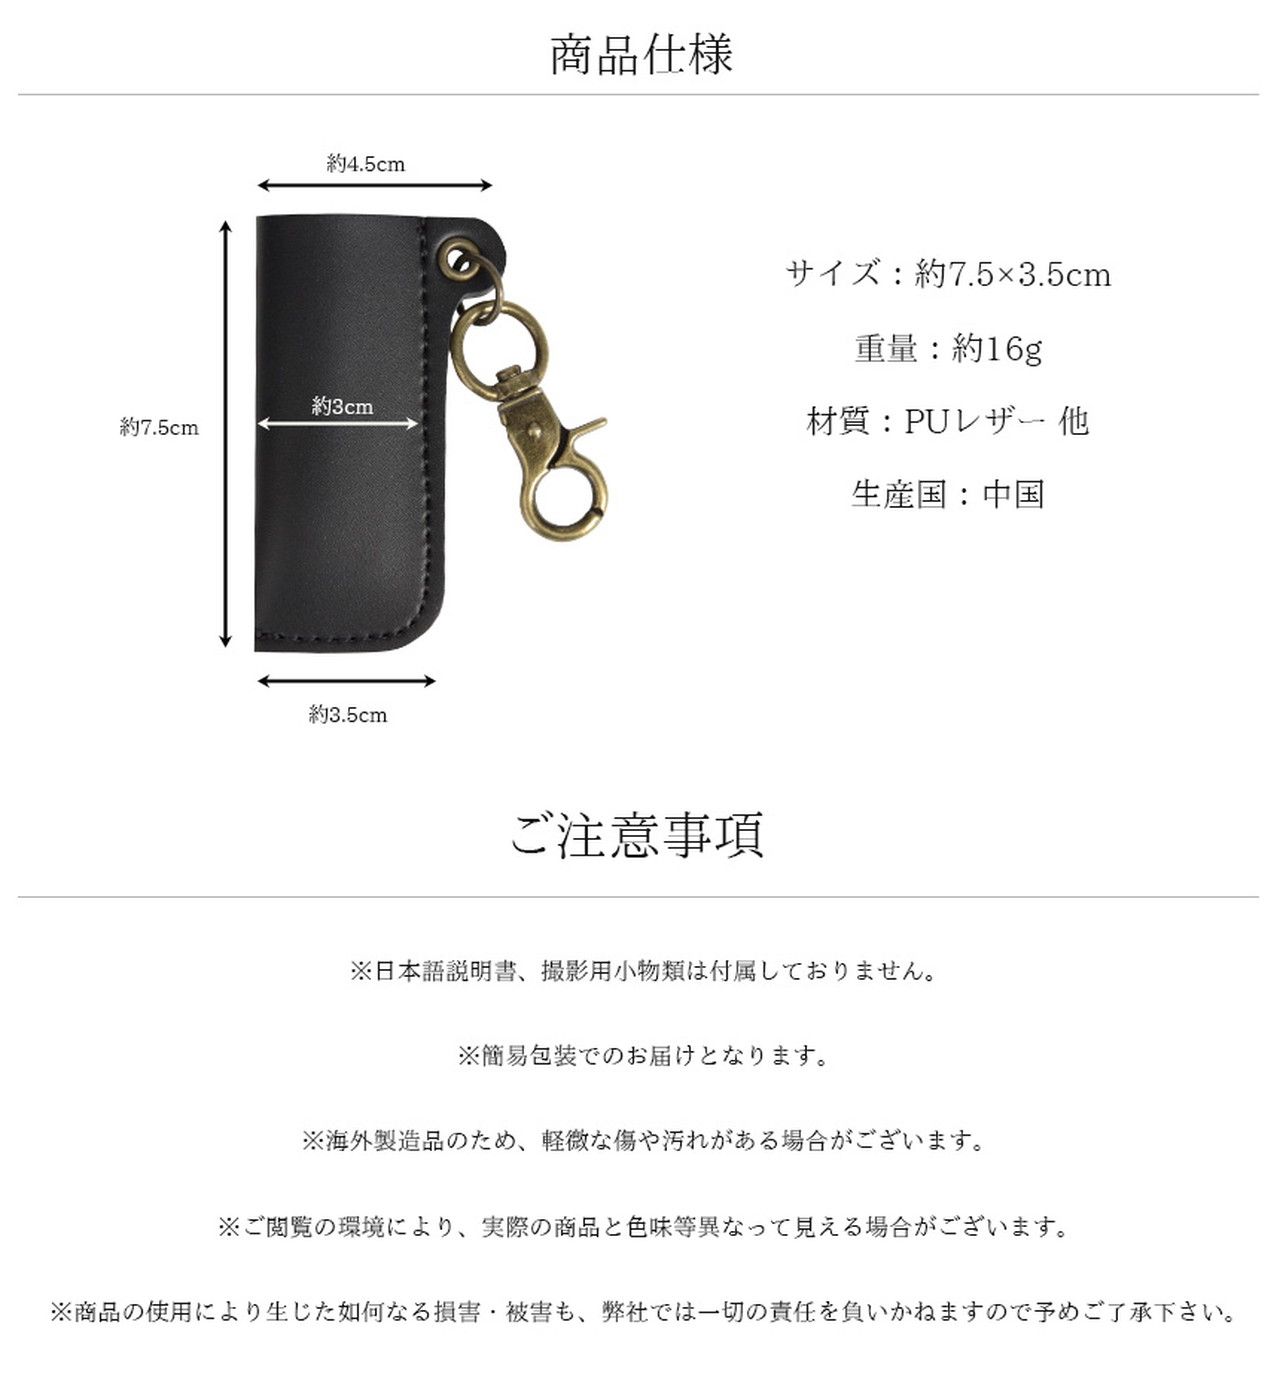 商品仕様
約4.5cm
約7.5cm
約3cm
約3.5cm
サイズ：約7.5×3.5cm
重量：約16g
材質：PUレザー 他
生産国：中国
ご注意事項
※日本語説明書、撮影用小物類は付属しておりません。
※簡易包装でのお届けとなります。
※海外製造品のため、軽微な傷や汚れがある場合がございます。
※ご閲覧の環境により、実際の商品と色味等異なって見える場合がございます。
※商品の使用により生じた如何なる損害・被害も、弊社では一切の責任を負いかねますので予めご了承下さい。